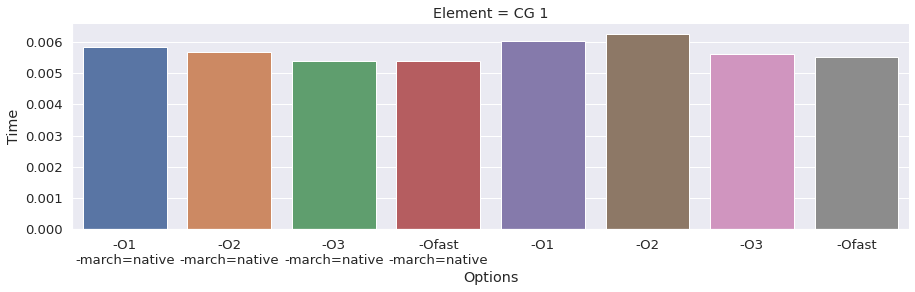 Element = CG 1
Time
0.006
0.005
0.004
0.003
0.002
0.001
0.000
-O1
-march=native
-O2
-march=native
-O3
-march=native
-Ofast
-march=native
-O1
-O2
-O3
-Ofast
Options